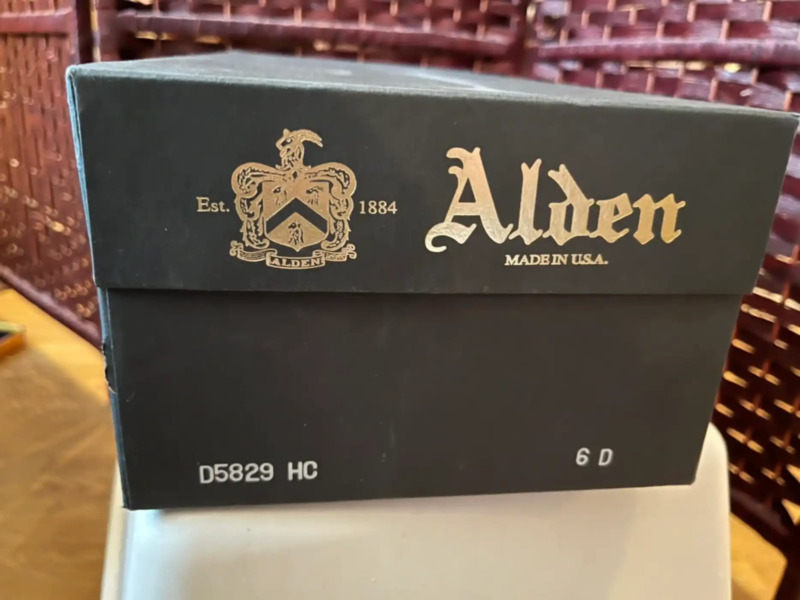 Est. 1884
ALDEN
Alden
MADE IN U.S.A.
D5829 HC
6 D